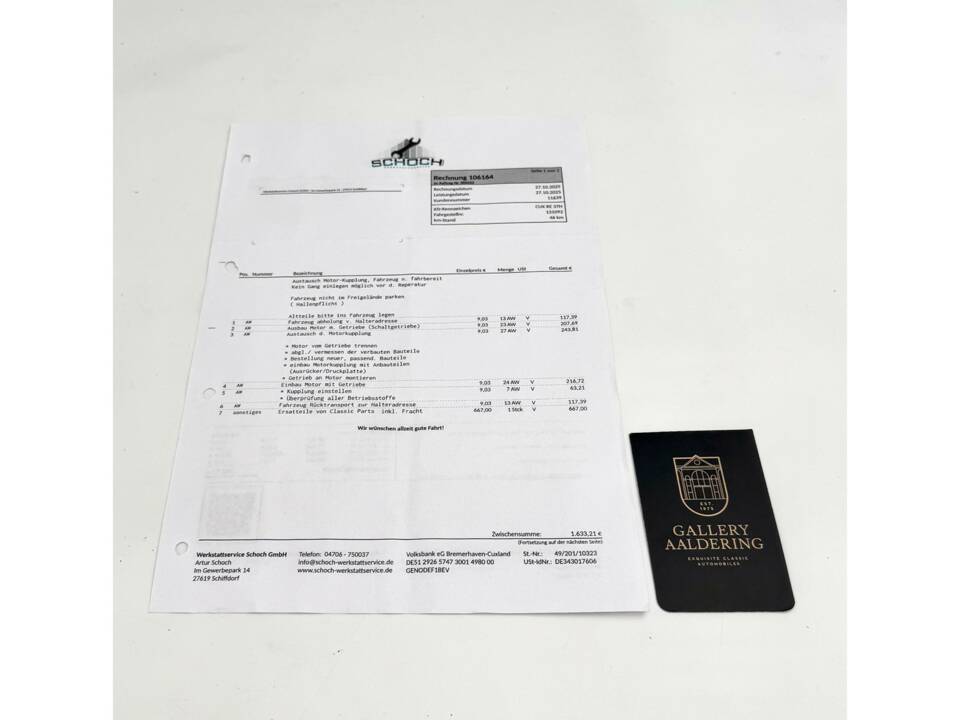 SCHOCH
Rechnung 106164
Seite 1 von 2
Rechnungsdatum 27.10.2025
Leistungsdatum 27.10.2025
Kundennummer 11639
Kfz-Kennzeichen CUX RE 37H
Fahrgestellnr.
Km-Stand 46 km
Pos. Nummer Bezeichnung Einzelpreis € Menge USt Gesamt €
Austausch Motor-Kupplung, Fahrzeug n. fahrbereit
Kein Gang einlegen möglich vor d. Reperatur
Fahrzeug nicht im Freigelände parken
( Hallenpflicht )
Altteile bitte ins Fahrzeug legen
1 AW Fahrzeug abholung v. Halteradresse 9,03 13 AW V 117,39
2 AW Ausbau Motor m. Getriebe (Schaltgetriebe) 9,03 23 AW V 207,69
3 AW Austausch d. Motorkupplung 9,03 27 AW V 243,81
* Motor vom Getriebe trennen
* abgl./ vermessen der verbauten Bauteile
* Bestellung neuer, passend. Bauteile
* einbau Motorkupplung mit Anbauteilen
(Ausrücker/Druckplatte)
* Getrieb an Motor montieren
4 AW Einbau Motor mit Getriebe 9,03 24 AW V 216,72
5 AW * Kupplung einstellen 9,03 7 AW V 63,21
* Überprüfung aller Betriebsstoffe
6 AW Fahrzeug Rücktransport zur Halteradresse 9,03 13 AW V 117,39
7 sonstiges Ersatzteile von Classic Parts inkl. Fracht 667,00 1 Stck V 667,00
Wir wünschen allzeit gute Fahrt!
Zwischensumme: 1.633,21 €
(Fortsetzung auf der nächsten Seite)
Werkstattservice Schoch GmbH Telefon: 04706 - 750037 Volksbank eG Bremerhaven-Cuxland St.-Nr.: 49/201/10323
Artur Schoch info@schoch-werkstattservice.de DE51 2926 5747 3001 4980 00 USt-IdNr.: DE343017606
Im Gewerbepark 14 www.schoch-werkstattservice.de GENODEF1BEV
27619 Schiffdorf
EST.
1975
GALLERY
AALDERING
EXQUISITE CLASSIC
AUTOMOBILES